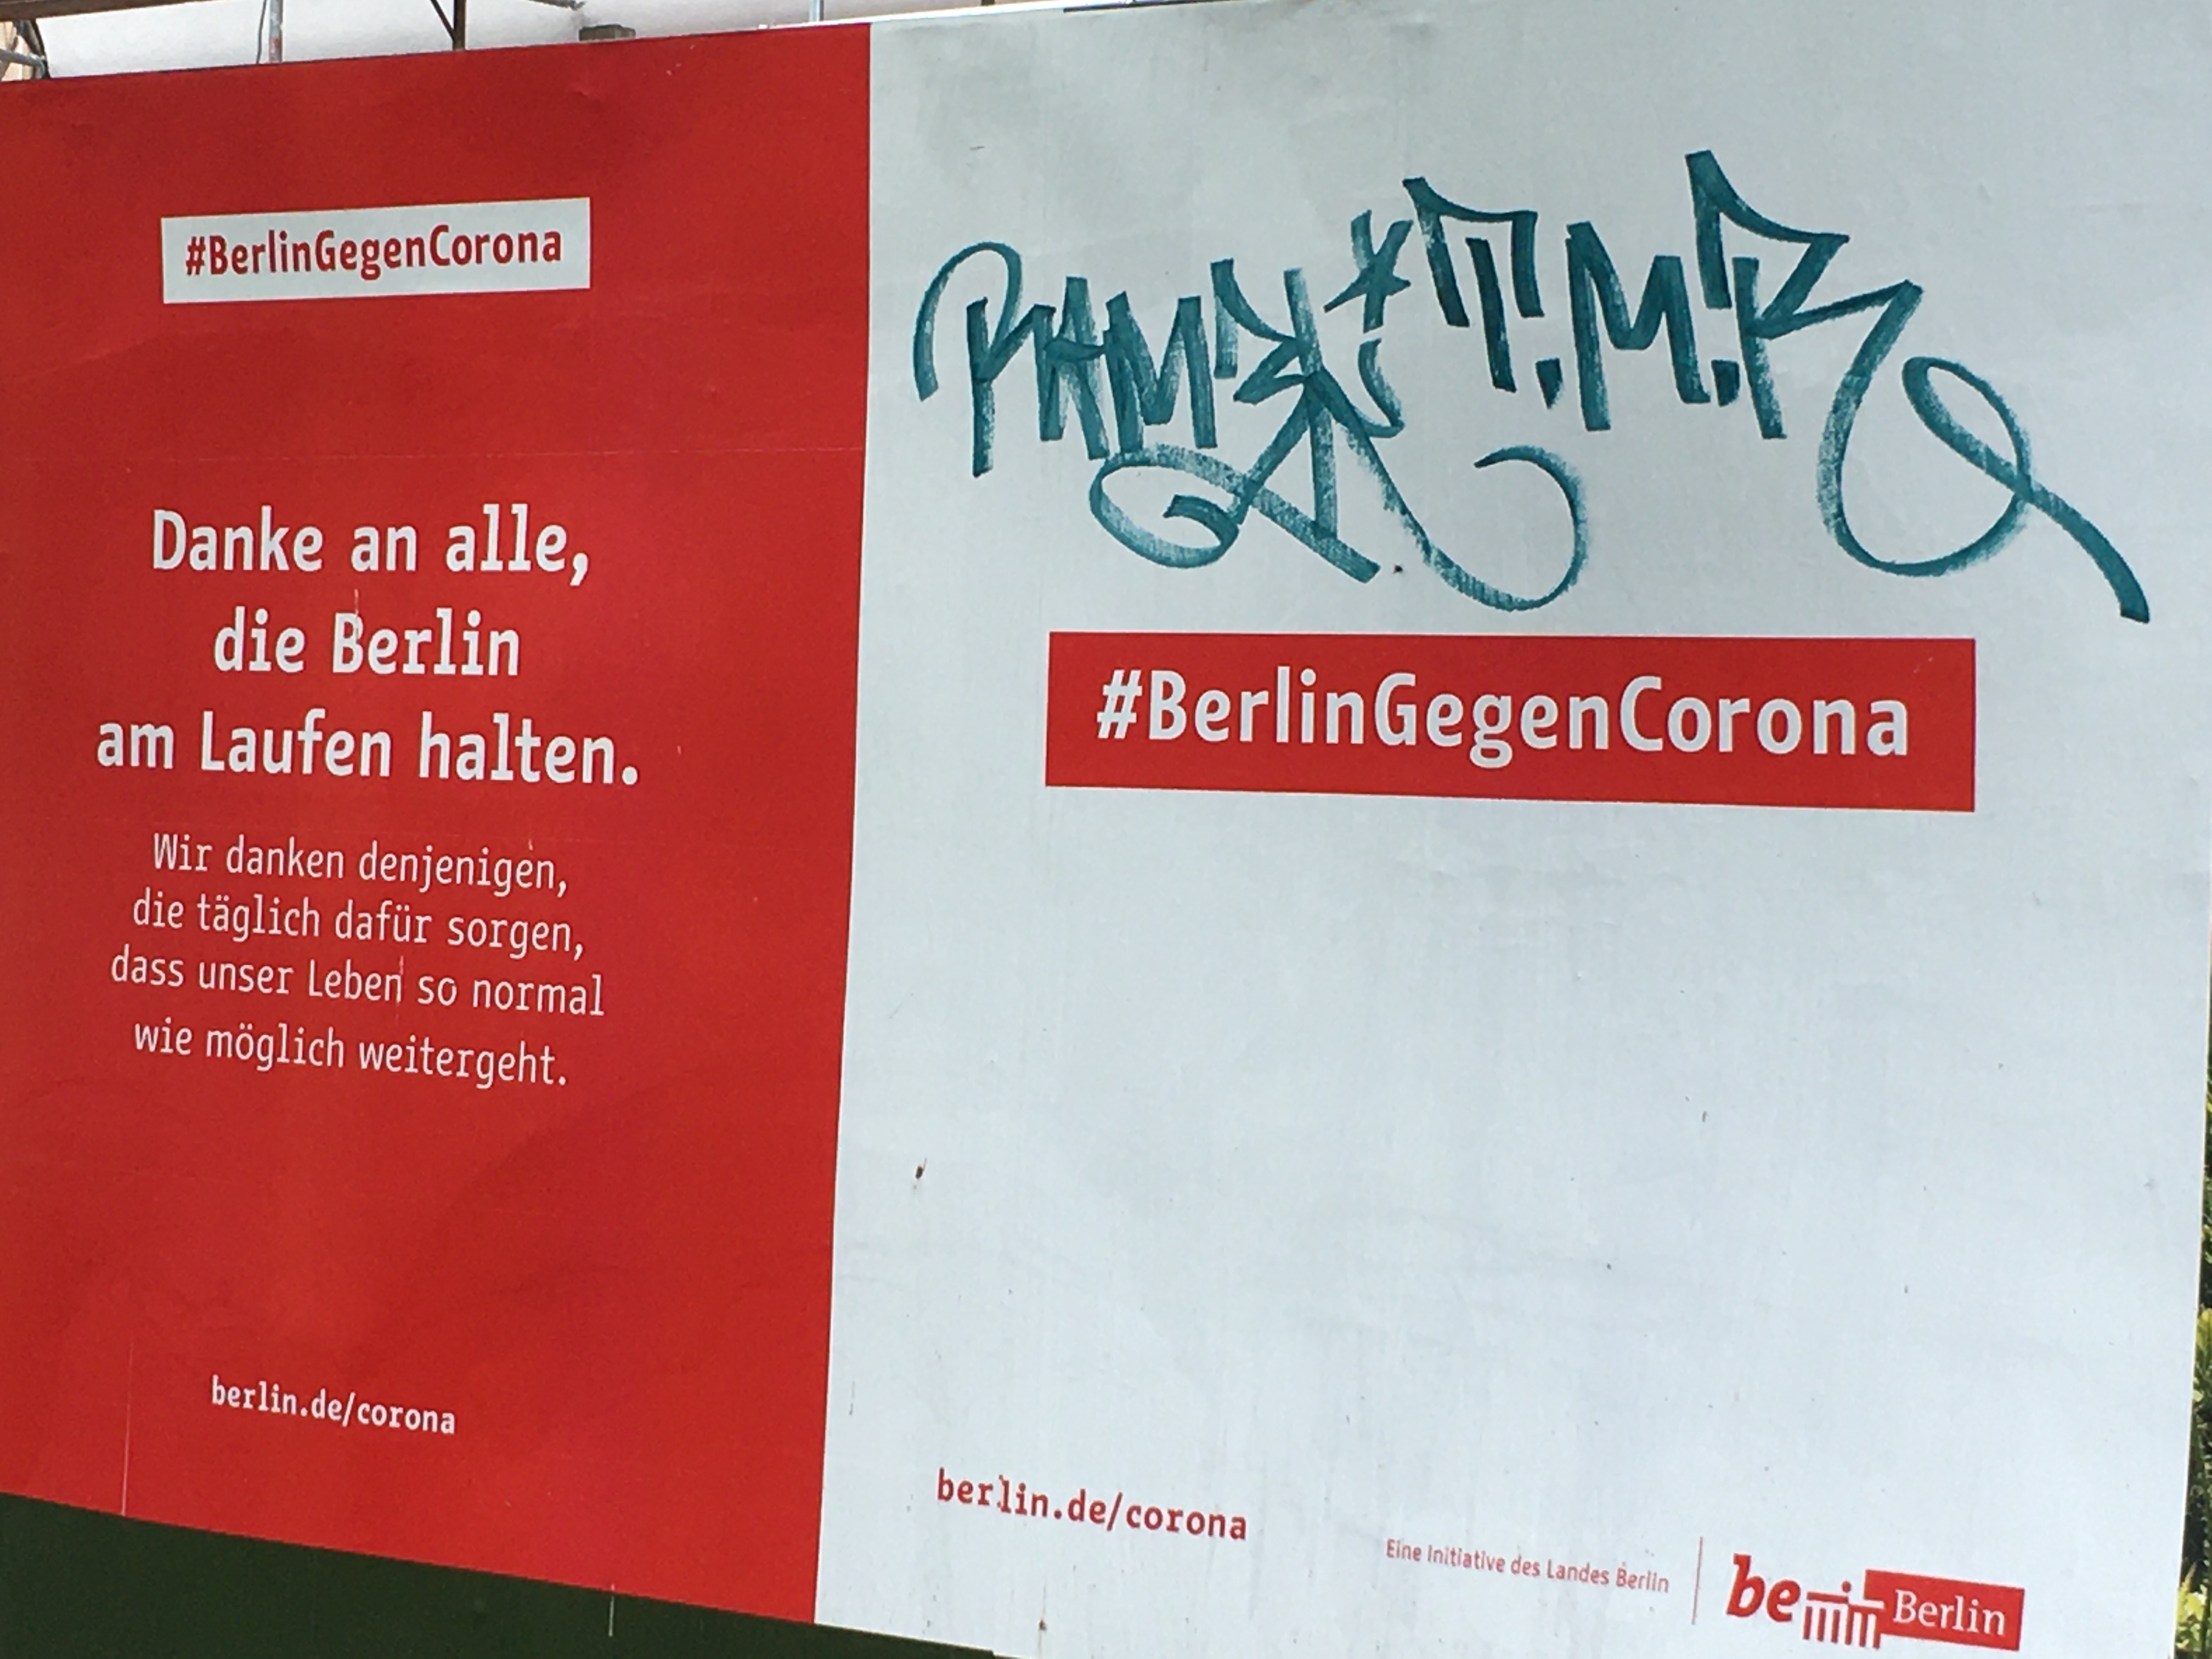 #BerlinGegenCorona
Danke an alle,
die Berlin
am Laufen halten.
Wir danken denjenigen,
die täglich dafür sorgen,
dass unser Leben so normal
wie möglich weitergeht.
berlin.de/corona
#BerlinGegenCorona
berlin.de/corona
Eine Initiative des Landes Berlin
be Berlin